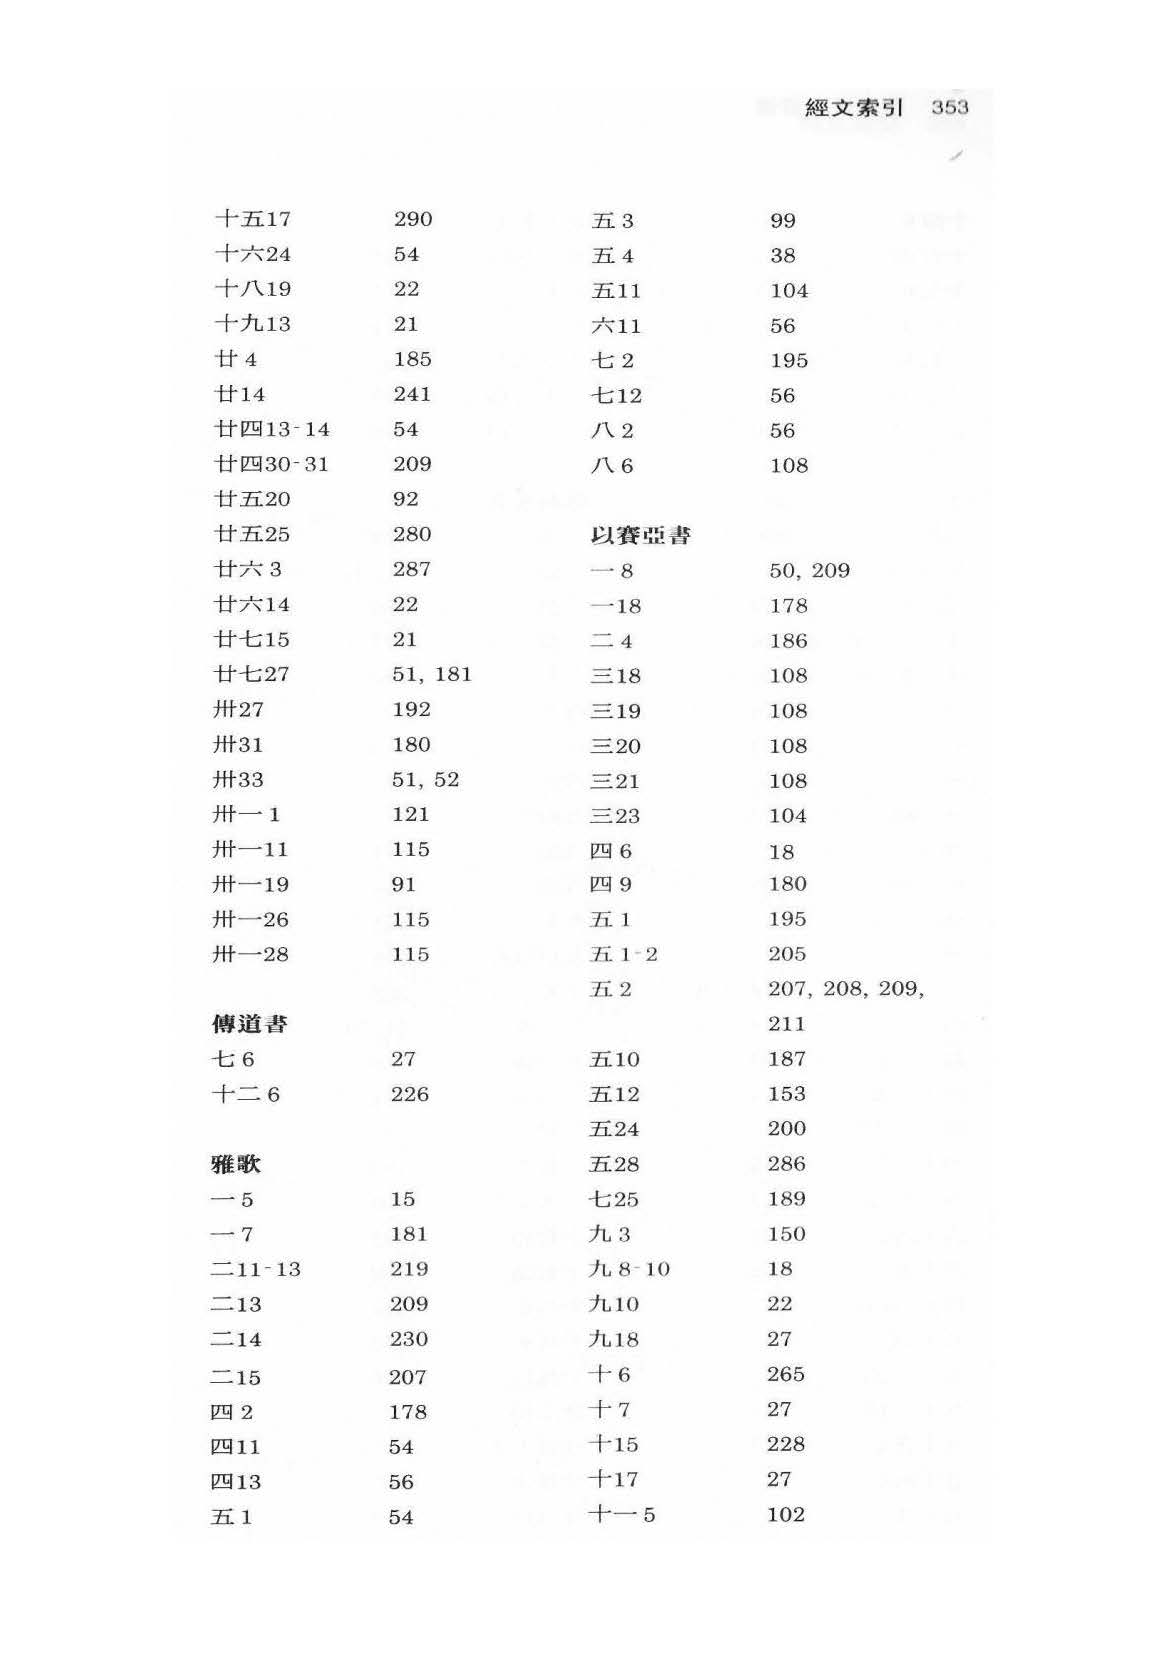 經文索引 353
十五17 290
十六24 54
十八19 22
十九13 21
廿4 185
廿14 241
廿四13-14 54
廿四30-31 209
廿五20 92
廿五25 280
廿六3 287
廿六14 22
廿七15 21
廿七27 51, 181
卅27 192
卅31 180
卅33 51, 52
卅一1 121
卅一11 115
卅一19 91
卅一26 115
卅一28 115
傳道書
七6 27
十二6 226
雅歌
一5 15
一7 181
二11-13 219
二13 209
二14 230
二15 207
四2 178
四11 54
四13 56
五1 54
五3 99
五4 38
五11 104
六11 56
七2 195
七12 56
八2 56
八6 108
以賽亞書
一8 50, 209
一18 178
二4 186
三18 108
三19 108
三20 108
三21 108
三23 104
四6 18
四9 180
五1 195
五1-2 205
五2 207, 208, 209,
211
五10 187
五12 153
五24 200
五28 286
七25 189
九3 150
九8-10 18
九10 22
九18 27
十6 265
十7 27
十15 228
十17 27
十一5 102